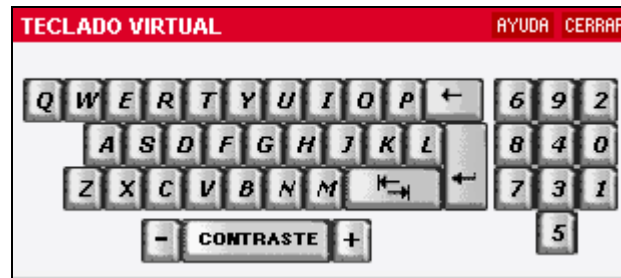 TECLADO VIRTUAL AYUDA CERRAR
Q W E R T Y U I O P 6 9 2
A S D F G H J K L 8 4 0
Z X C V B N M 7 3 1
- CONTRASTE + 5